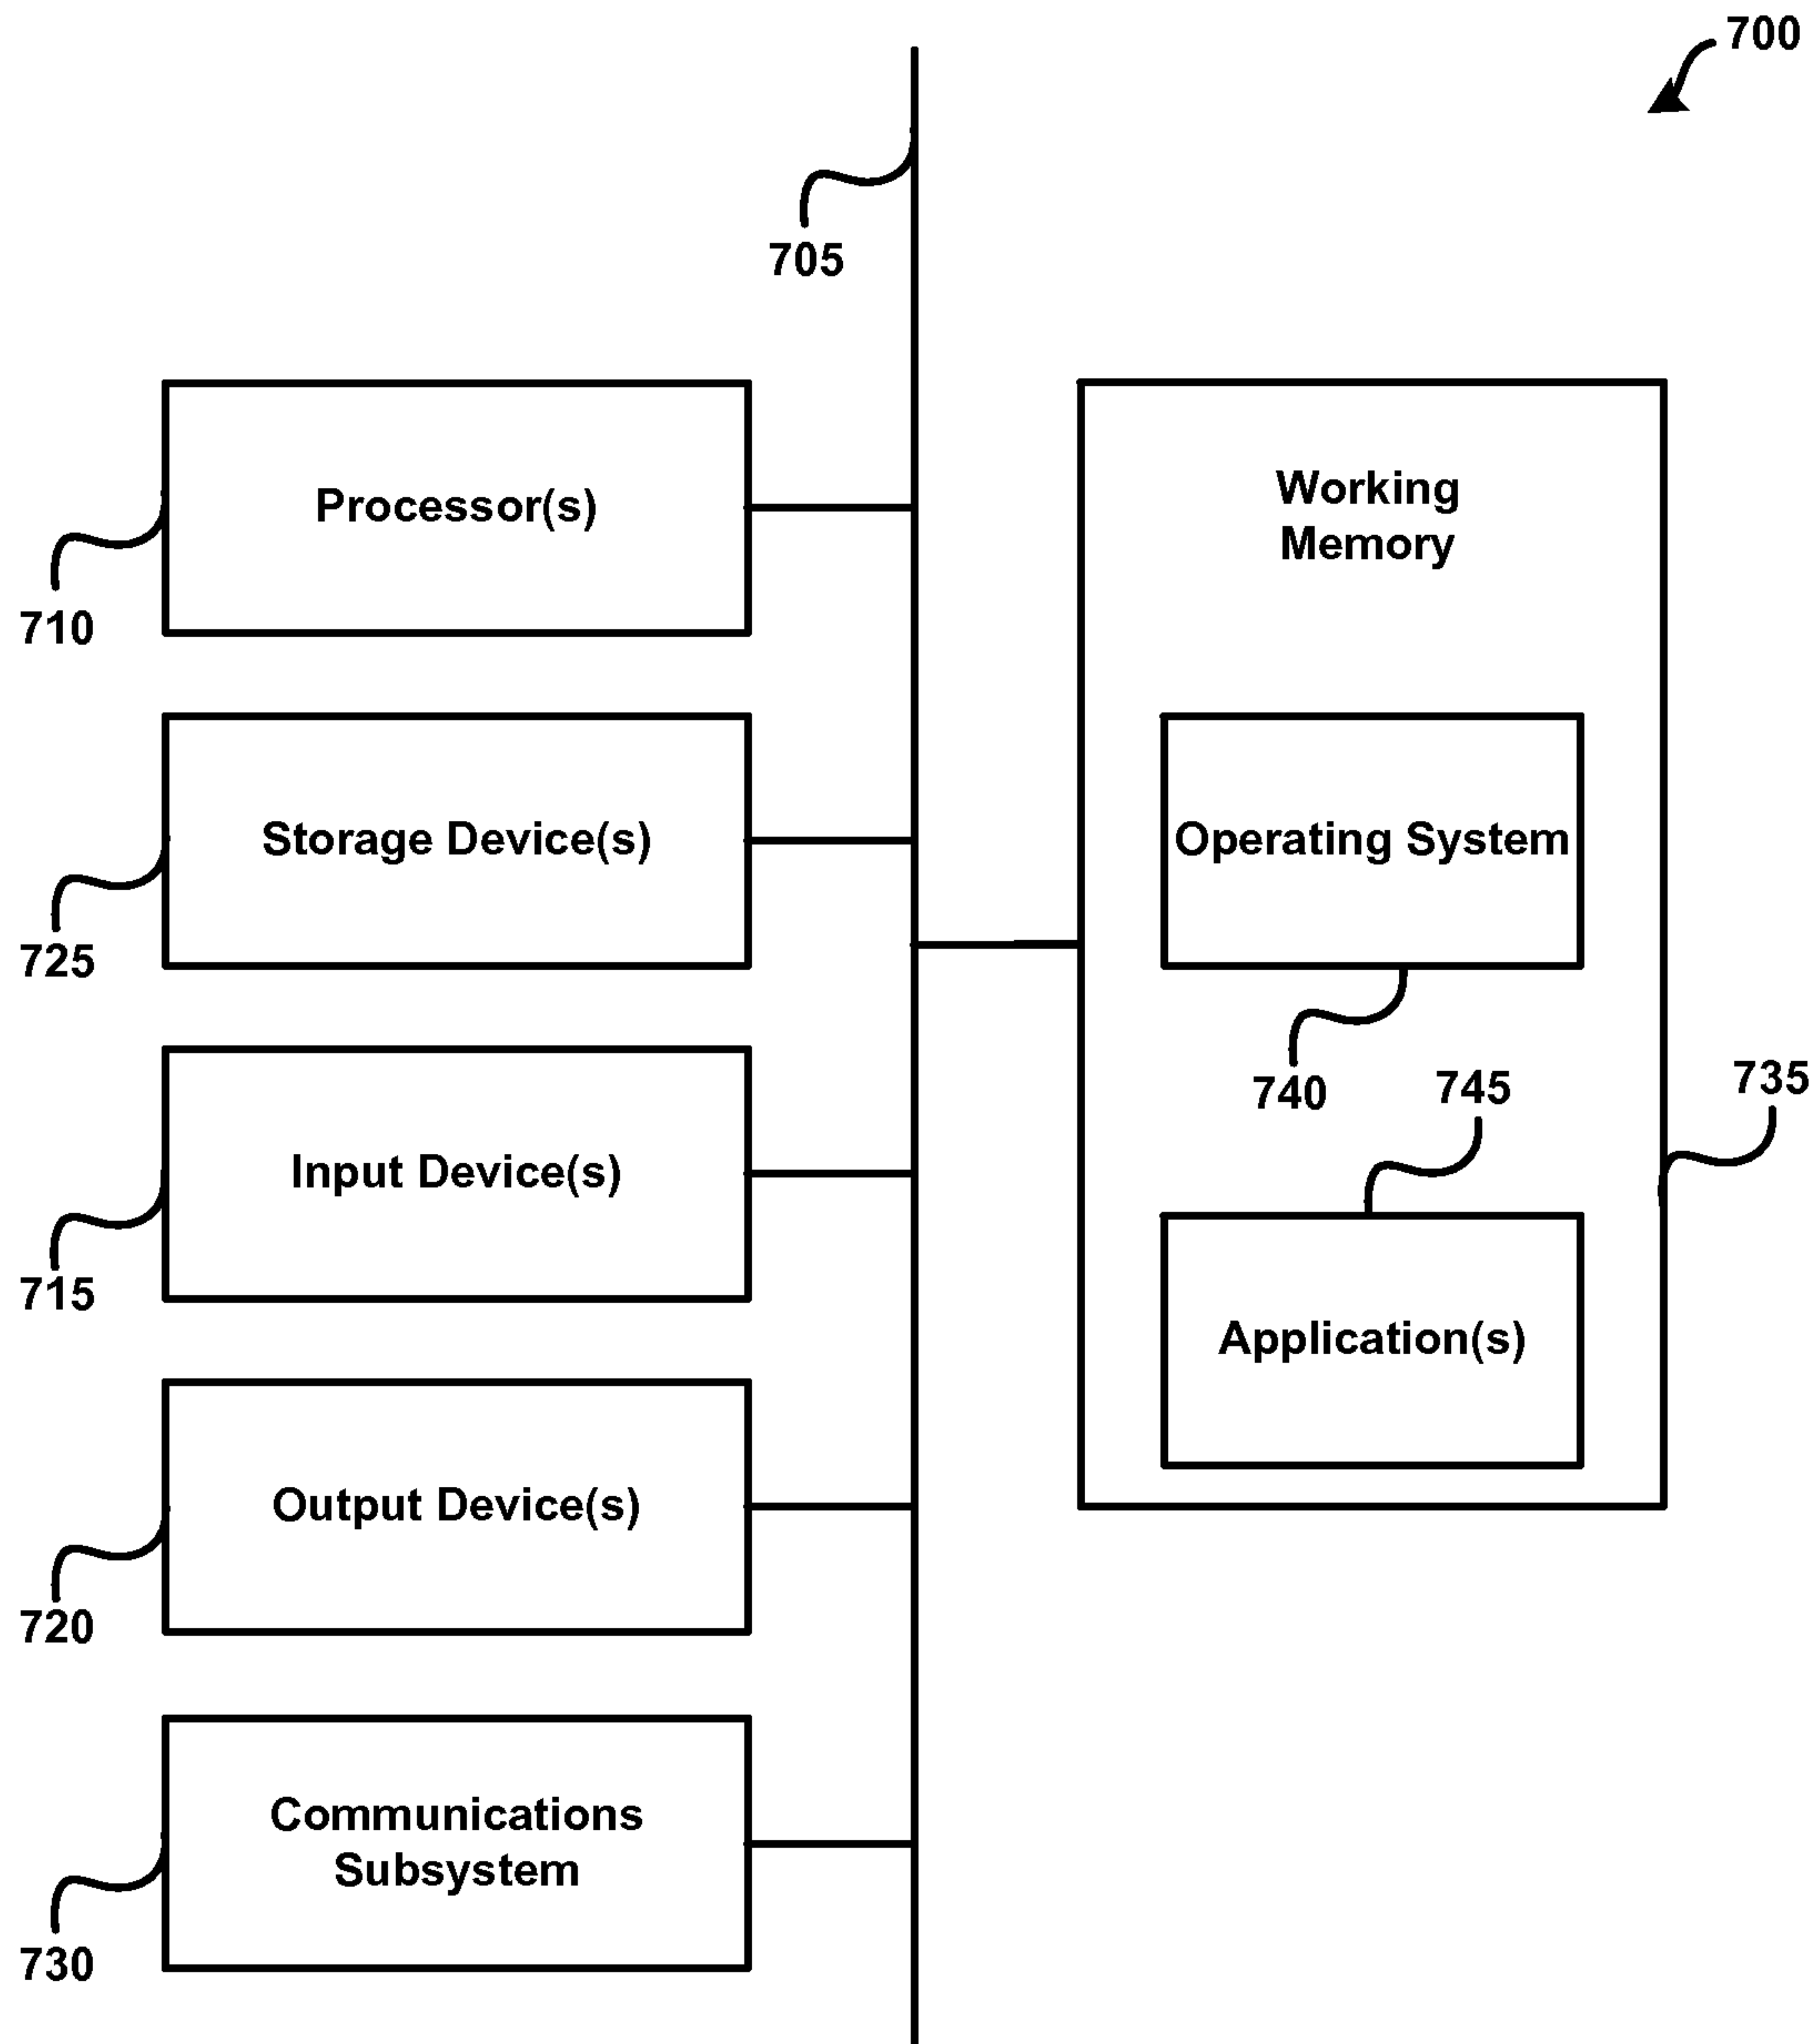 700
705
Processor(s)
710
Storage Device(s)
725
Input Device(s)
715
Output Device(s)
720
Communications
Subsystem
730
Working
Memory
Operating System
740
745
735
Application(s)